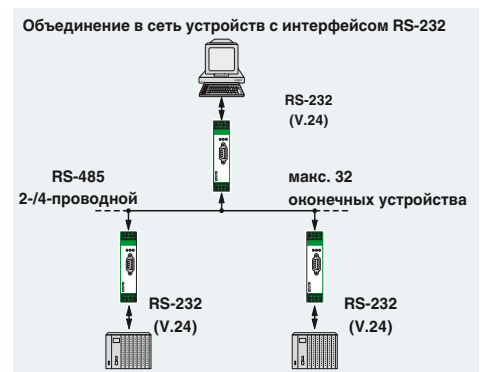 Объединение в сеть устройств с интерфейсом RS-232
RS-232
(V.24)
RS-485
2-/4-проводной
макс. 32
оконечных устройства
RS-232
(V.24)
RS-232
(V.24)